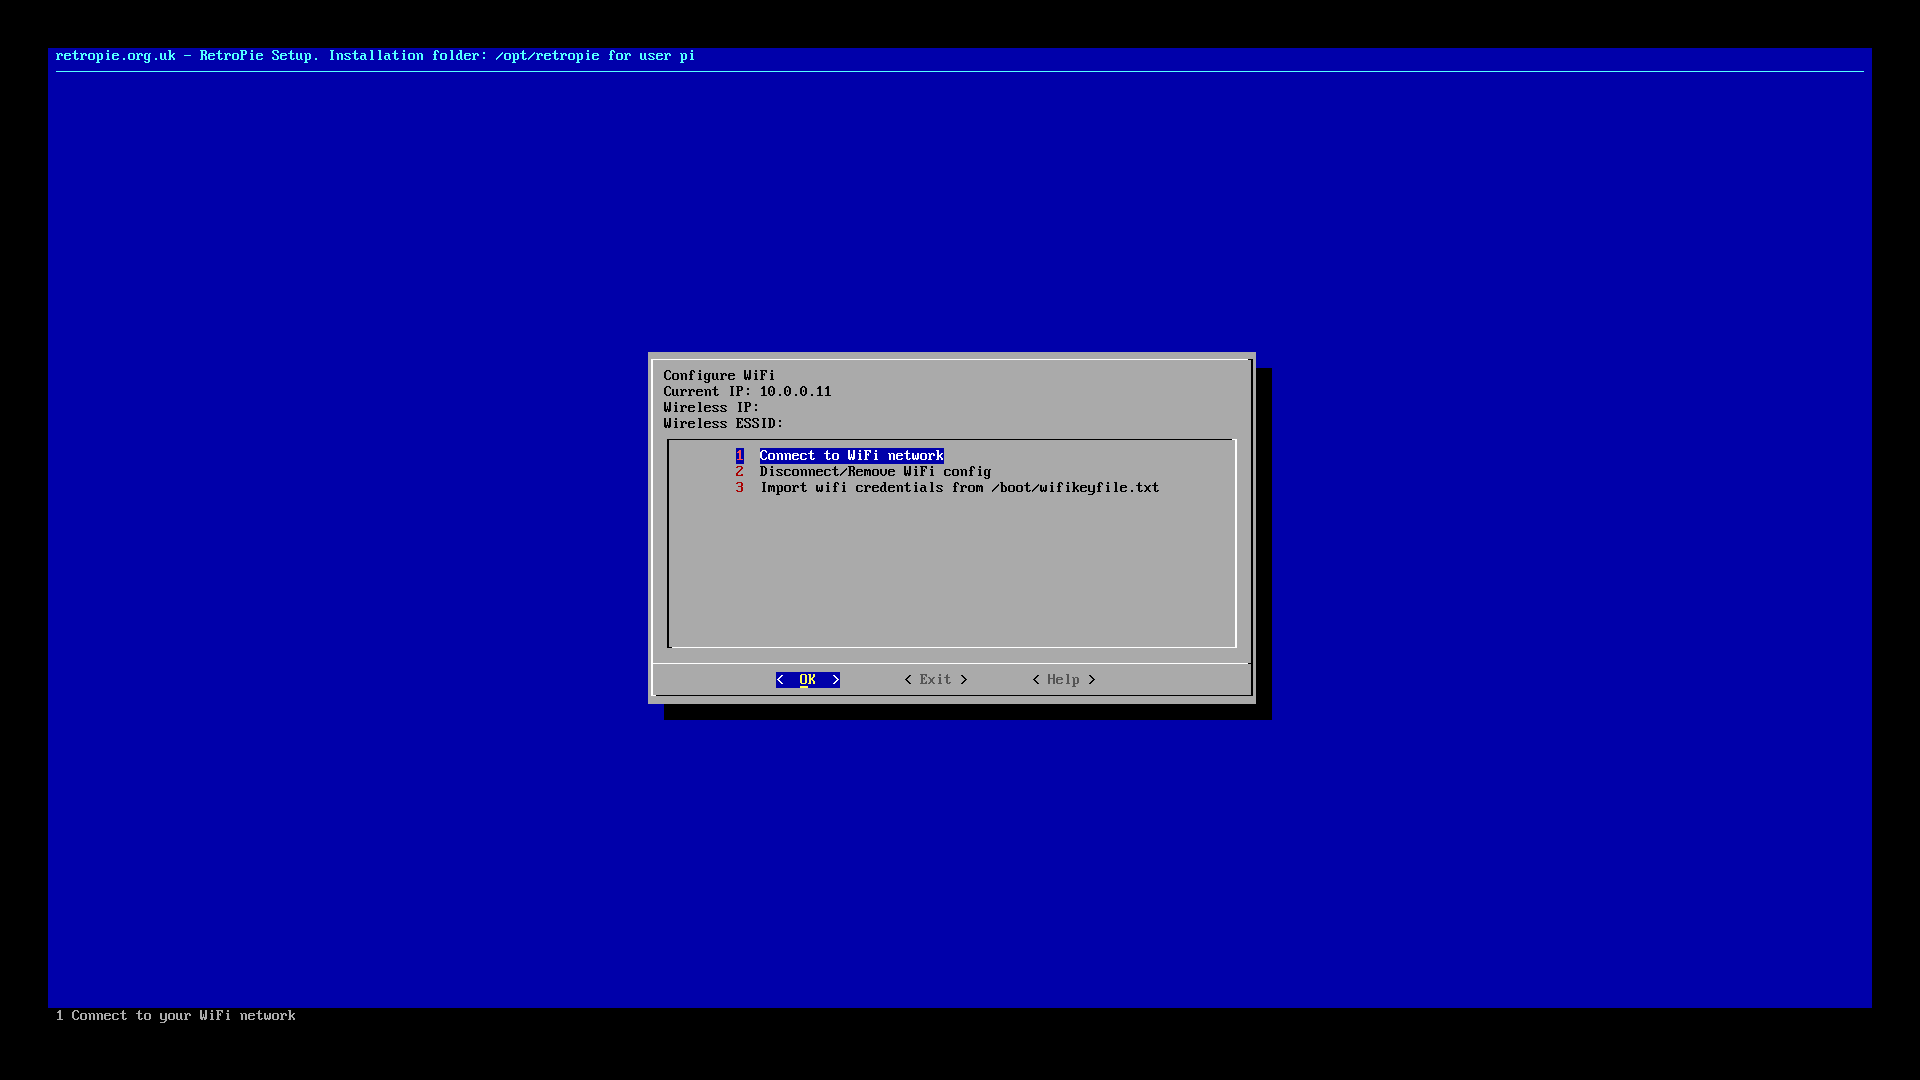 retropie.org.uk - RetroPie Setup. Installation folder: /opt/retropie for user pi
Configure WiFi
Current IP: 10.0.0.11
Wireless IP:
Wireless ESSID:
1 Connect to WiFi network
2 Disconnect/Remove WiFi config
3 Import wifi credentials from /boot/wifikeyfile.txt
< OK > < Exit > < Help >
1 Connect to your WiFi network